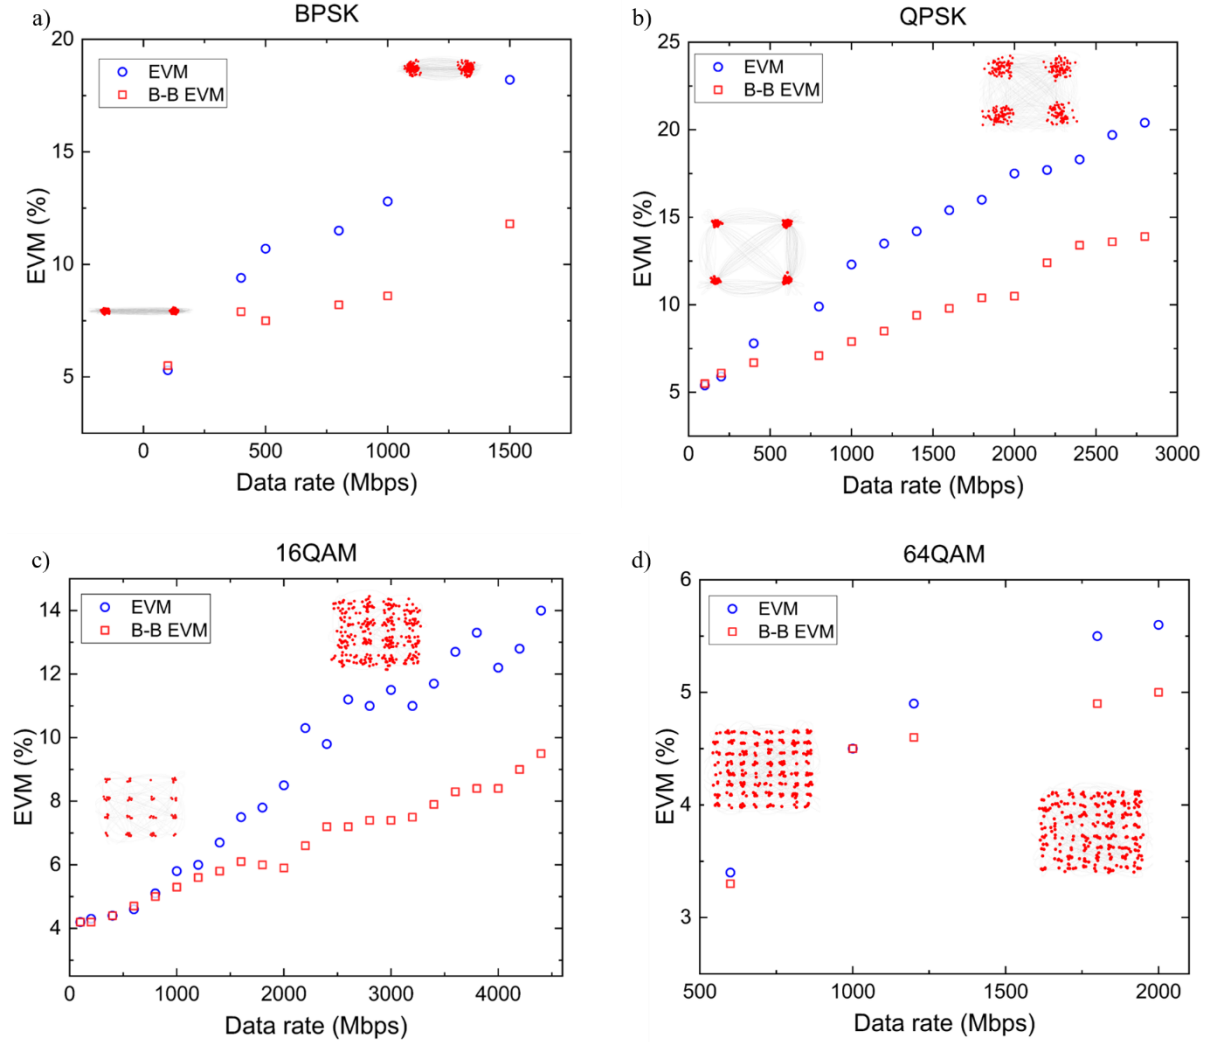 a)
BPSK
20
15
10
5
EVM (%)
EVM
B-B EVM
0
500
1000
1500
Data rate (Mbps)
b)
QPSK
25
20
15
10
5
EVM (%)
EVM
B-B EVM
0
500
1000
1500
2000
2500
3000
Data rate (Mbps)
c)
16QAM
14
12
10
8
6
4
EVM (%)
EVM
B-B EVM
0
1000
2000
3000
4000
Data rate (Mbps)
d)
64QAM
6
5
4
3
EVM (%)
EVM
B-B EVM
500
1000
1500
2000
Data rate (Mbps)